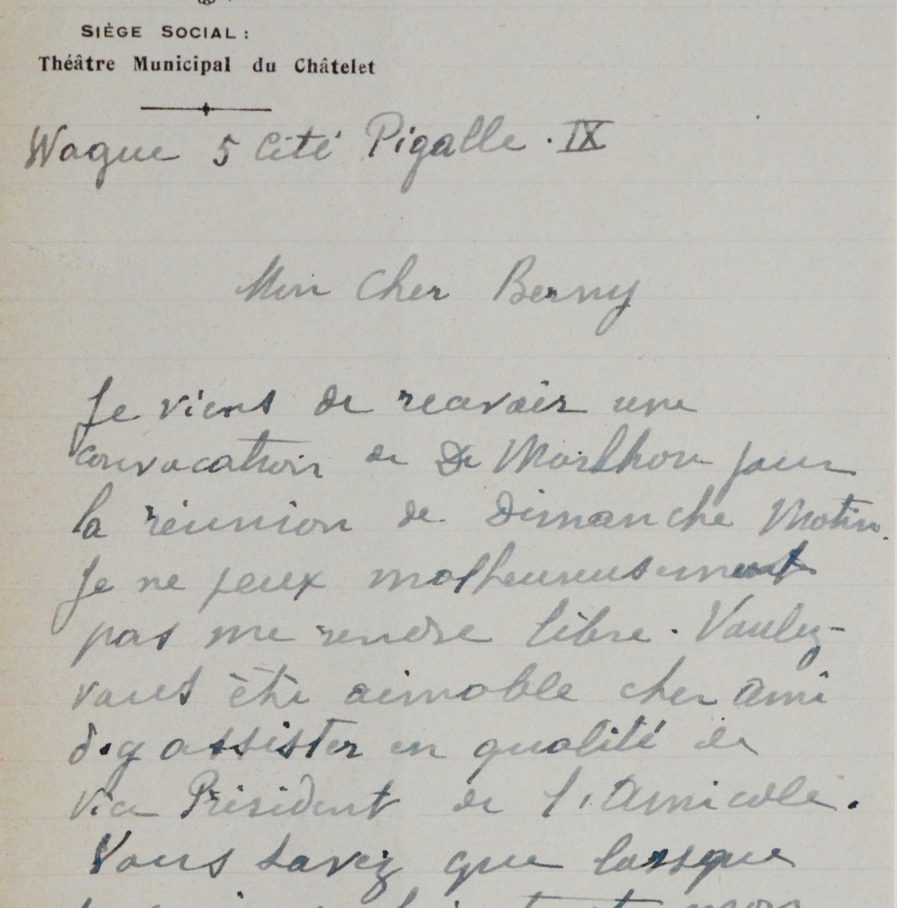 SIÈGE SOCIAL :
Théâtre Municipal du Châtelet
Wague 5 Cité Pigalle . IX
Mon Cher Berny
Je viens de recevoir une
convocation de De Morlhon pour
la réunion de Dimanche Matin.
Je ne peux malheureusement
pas me rendre libre. Voulez-
vous être aimable cher ami
d'y assister en qualité de
Vice Président de l'Amicale.
Vous savez que lorsque